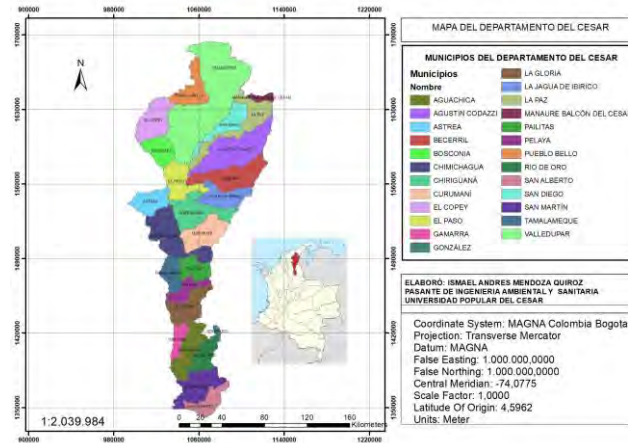 900000 980000 1060000 1140000 1220000
MAPA DEL DEPARTAMENTO DEL CESAR
MUNICIPIOS DEL DEPARTAMENTO DEL CESAR
Municipios
Nombre
AGUACHICA
AGUSTÍN CODAZZI
ASTREA
BECERRIL
BOSCONIA
CHIMICHAGUA
CHIRIGUANÁ
CURUMANÍ
EL COPEY
EL PASO
GAMARRA
GONZÁLEZ
LA GLORIA
LA JAGUA DE IBIRICO
LA PAZ
MANAURE BALCÓN DEL CESAR
PAILITAS
PELAYA
PUEBLO BELLO
RIO DE ORO
SAN ALBERTO
SAN DIEGO
SAN MARTÍN
TAMALAMEQUE
VALLEDUPAR
N
1700000
1630000
1560000
1490000
1420000
1350000
ELABORÓ: ISMAEL ANDRES MENDOZA QUIROZ
PASANTE DE INGENIERIA AMBIENTAL Y SANITARIA
UNIVERSIDAD POPULAR DEL CESAR
Coordinate System: MAGNA Colombia Bogota
Projection: Transverse Mercator
Datum: MAGNA
False Easting: 1.000.000,0000
False Northing: 1.000.000,0000
Central Meridian: -74,0775
Scale Factor: 1,0000
Latitude Of Origin: 4,5962
Units: Meter
1:2,039.984
0 20 40 80 120 160
Kilometers
900000 980000 1060000 1140000 1220000